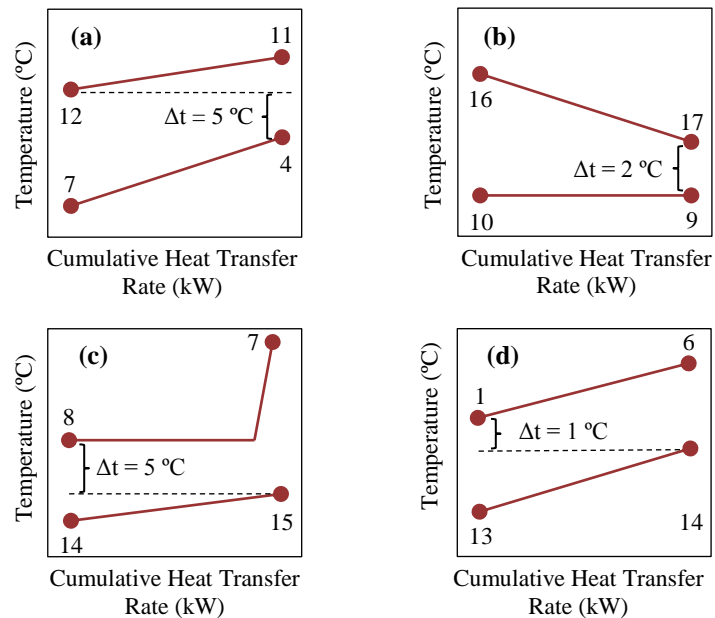 (a)
11
12
Δt = 5 ºC
7
4
Temperature (ºC)
Cumulative Heat Transfer
Rate (kW)
(b)
16
17
Δt = 2 ºC
10
9
Temperature (ºC)
Cumulative Heat Transfer
Rate (kW)
(c)
7
8
Δt = 5 ºC
14
15
Temperature (ºC)
Cumulative Heat Transfer
Rate (kW)
(d)
6
1
Δt = 1 ºC
13
14
Temperature (ºC)
Cumulative Heat Transfer
Rate (kW)